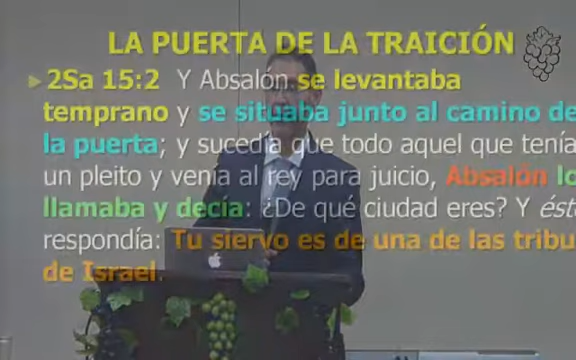 LA PUERTA DE LA TRAICIÓN
2Sa 15:2 Y Absalón se levantaba
temprano y se situaba junto al camino de
la puerta; y sucedía que todo aquel que tenía
un pleito y venía al rey para juicio, Absalón lo
llamaba y decía: ¿De qué ciudad eres? Y
respondía: Tu siervo es de una de las
de Israel.